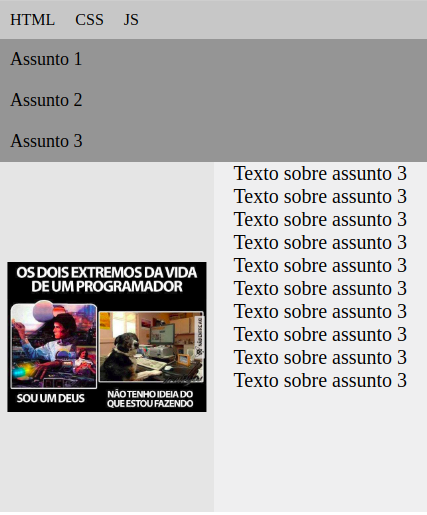 HTML CSS JS
Assunto 1
Assunto 2
Assunto 3
OS DOIS EXTREMOS DA VIDA
DE UM PROGRAMADOR
SOU UM DEUS
NÃO TENHO IDEIA DO
QUE ESTOU FAZENDO
Texto sobre assunto 3
Texto sobre assunto 3
Texto sobre assunto 3
Texto sobre assunto 3
Texto sobre assunto 3
Texto sobre assunto 3
Texto sobre assunto 3
Texto sobre assunto 3
Texto sobre assunto 3
Texto sobre assunto 3